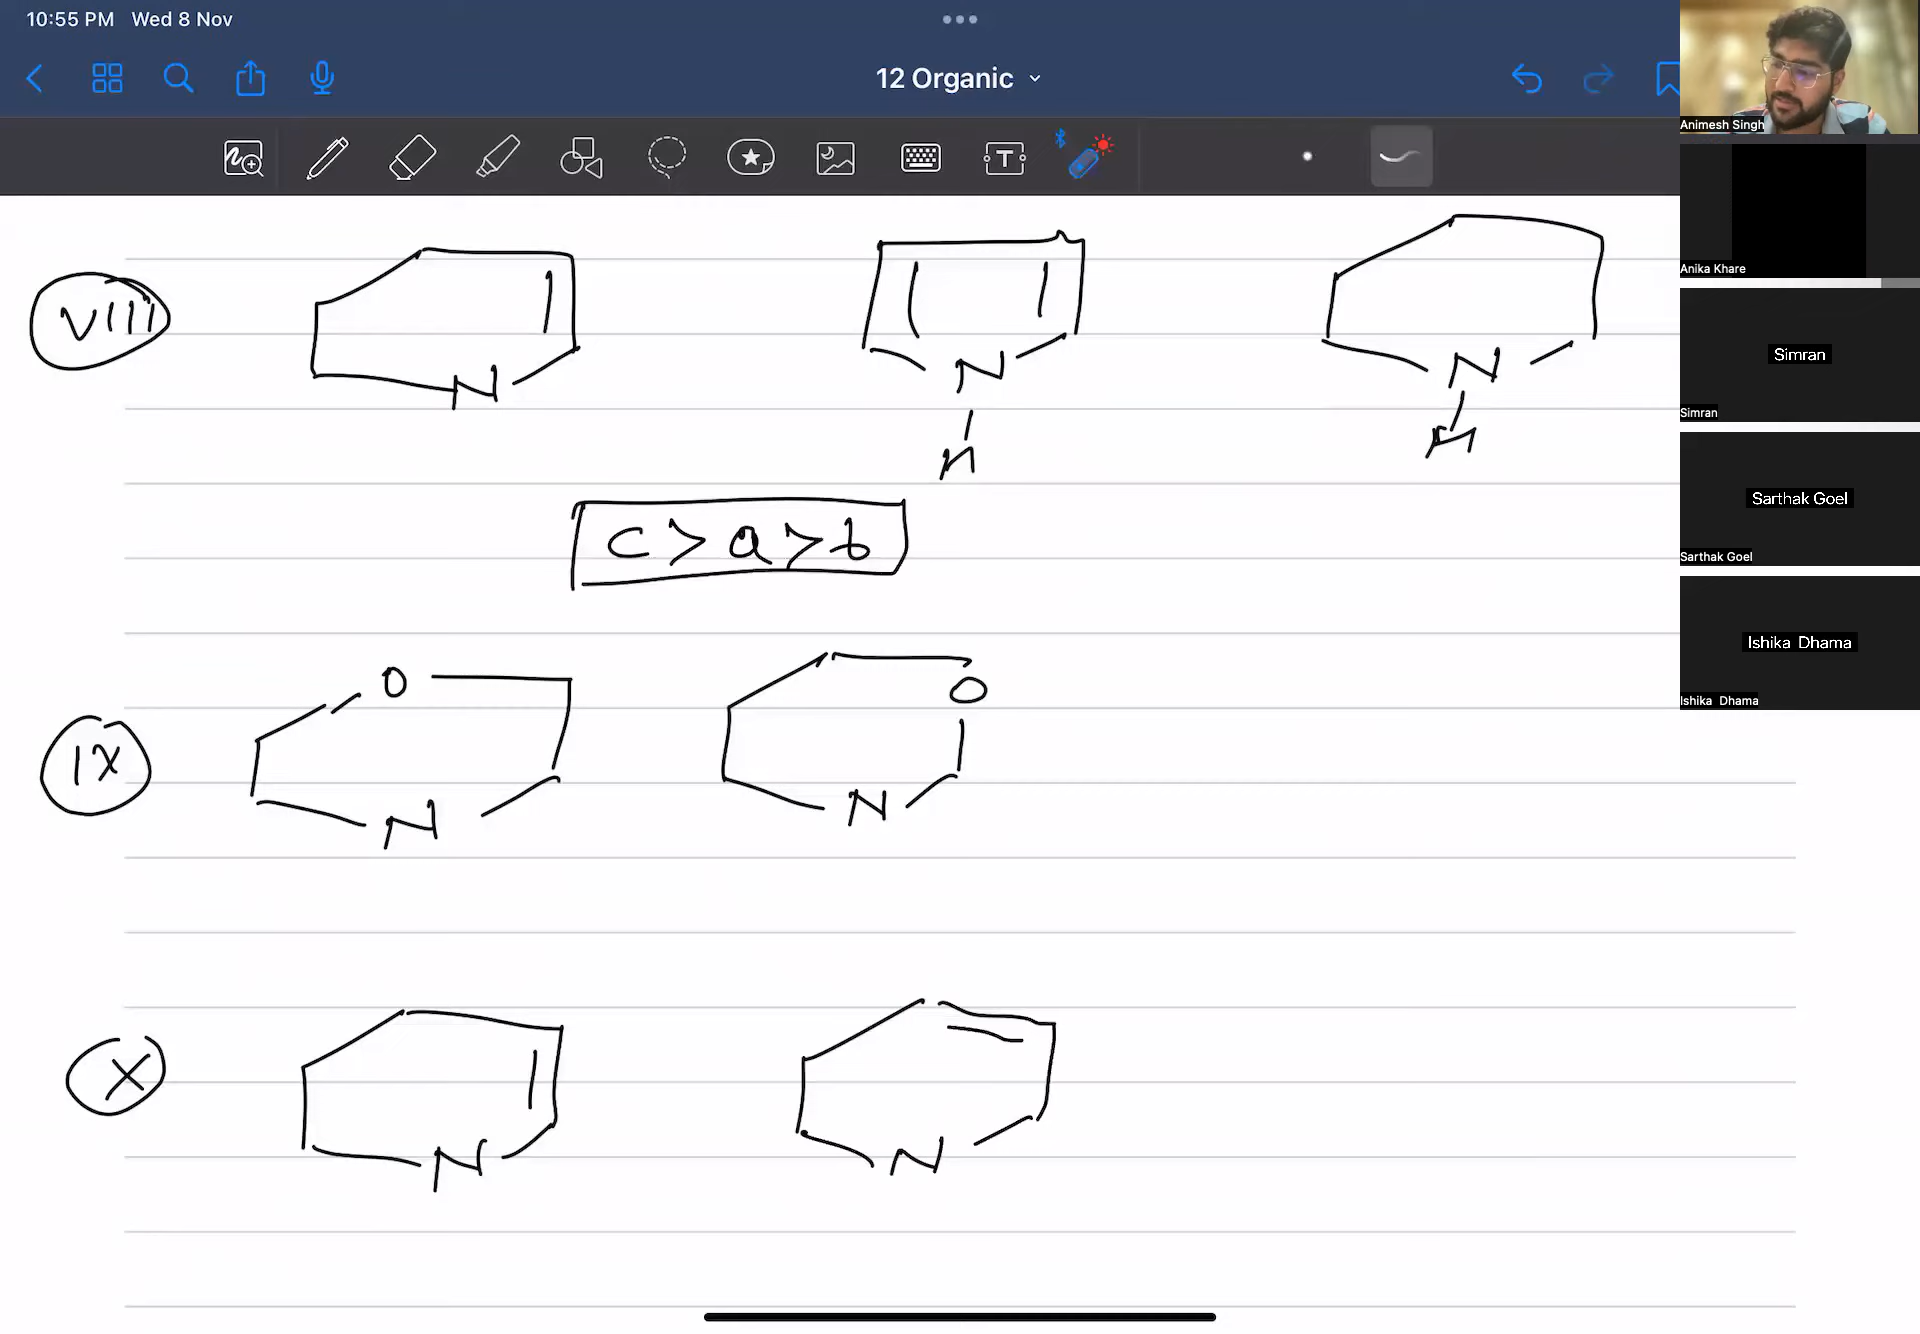 10:55 PM Wed 8 Nov
12 Organic
T
Animesh Singh
Anika Khare
Simran
Simran
Sarthak Goel
Sarthak Goel
Ishika Dhama
Ishika Dhama
VIII
N
N
H
N
H
c > a > b
IX
O
N
O
N
X
N
N